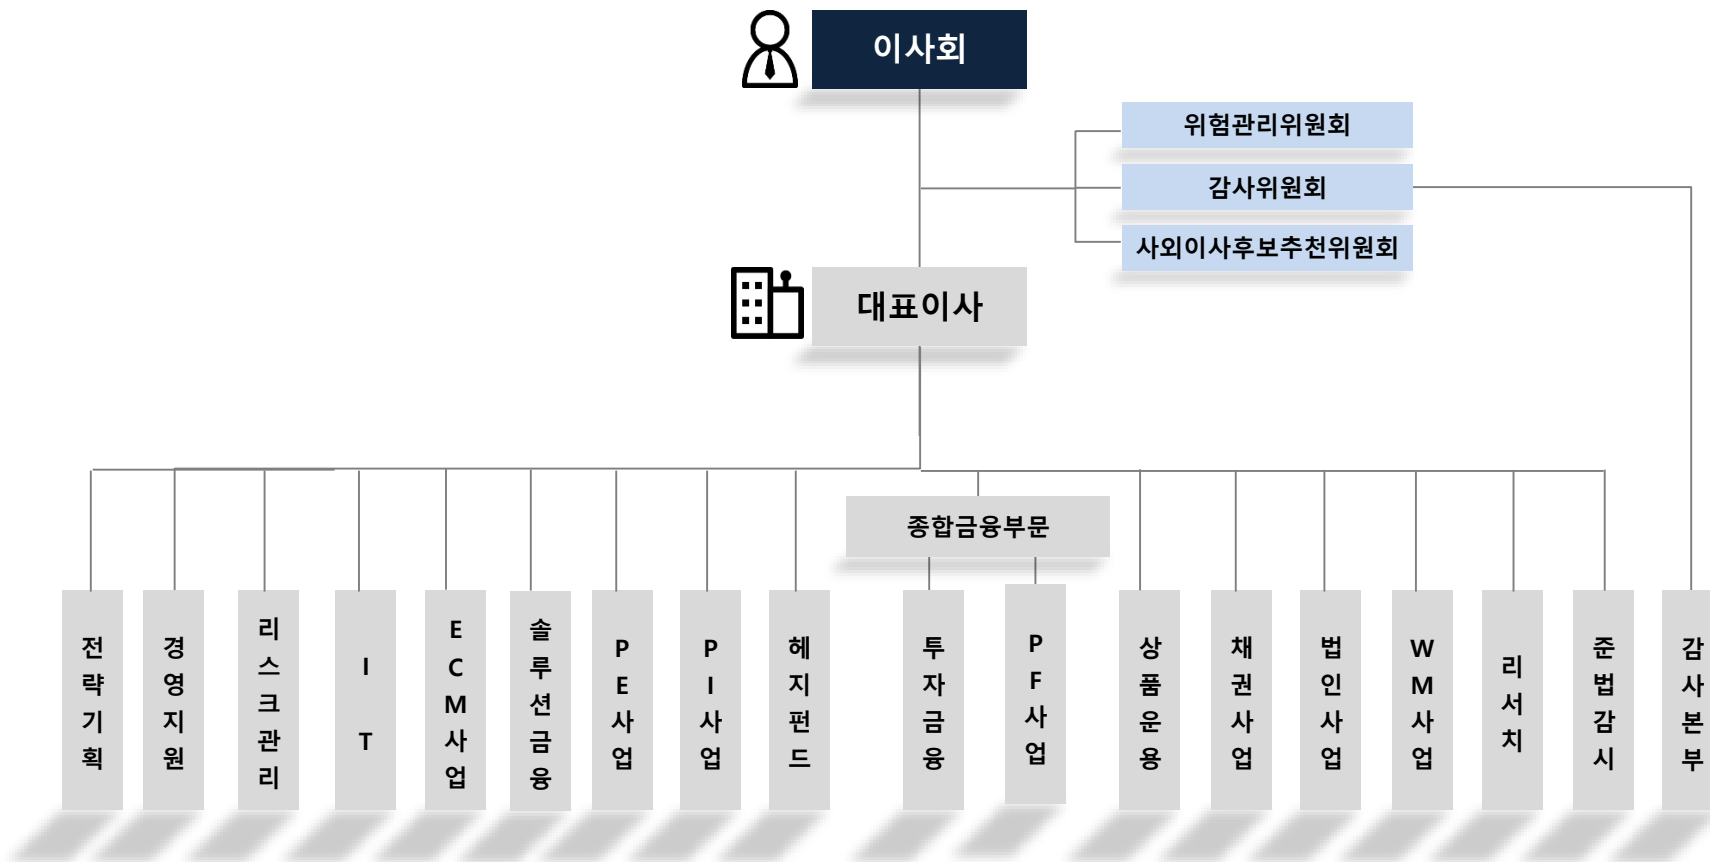 이사회
위험관리위원회
감사위원회
사외이사후보추천위원회
대표이사
종합금융부문
전략기획
경영지원
리스크관리
IT
ECM사업
솔루션금융
PE사업
PI사업
헤지펀드
투자금융
PF사업
상품운용
채권사업
법인사업
WM사업
리서치
준법감시
감사본부